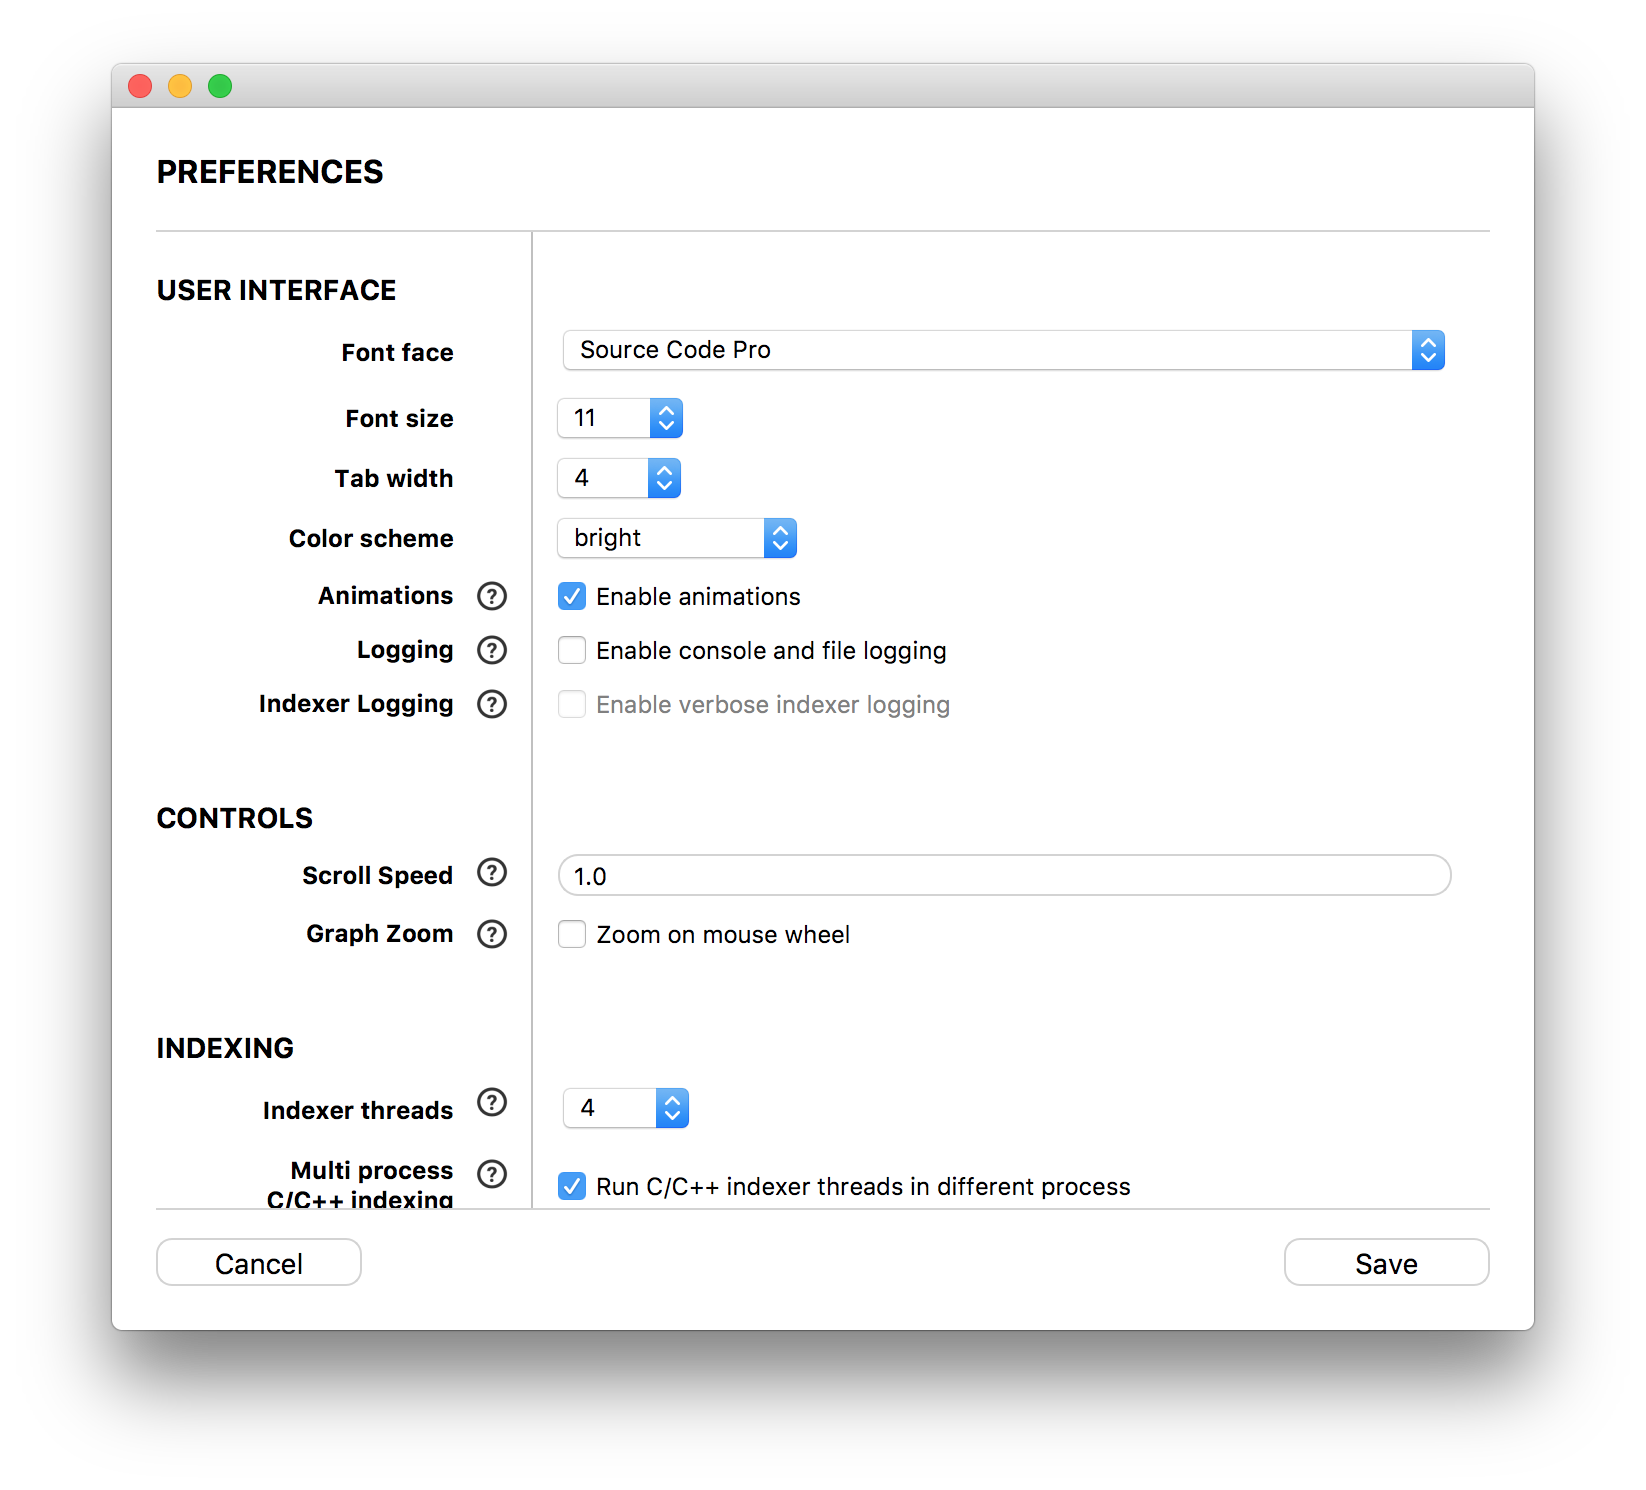 PREFERENCES
USER INTERFACE
Font face Source Code Pro
Font size 11
Tab width 4
Color scheme bright
Animations ? Enable animations
Logging ? Enable console and file logging
Indexer Logging ? Enable verbose indexer logging
CONTROLS
Scroll Speed ? 1.0
Graph Zoom ? Zoom on mouse wheel
INDEXING
Indexer threads ? 4
Multi process ? Run C/C++ indexer threads in different process
C/C++ indexing
Cancel Save